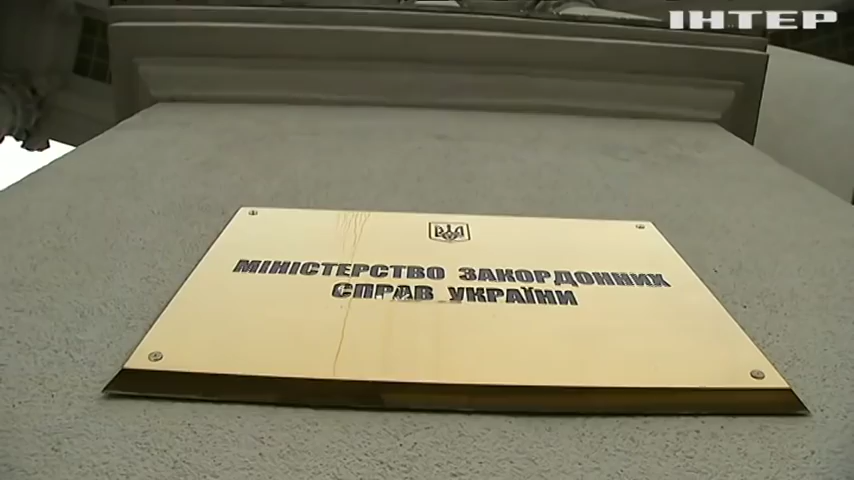 ІНТЕР
МІНІСТЕРСТВО ЗАКОРДОННИХ
СПРАВ УКРАЇНИ